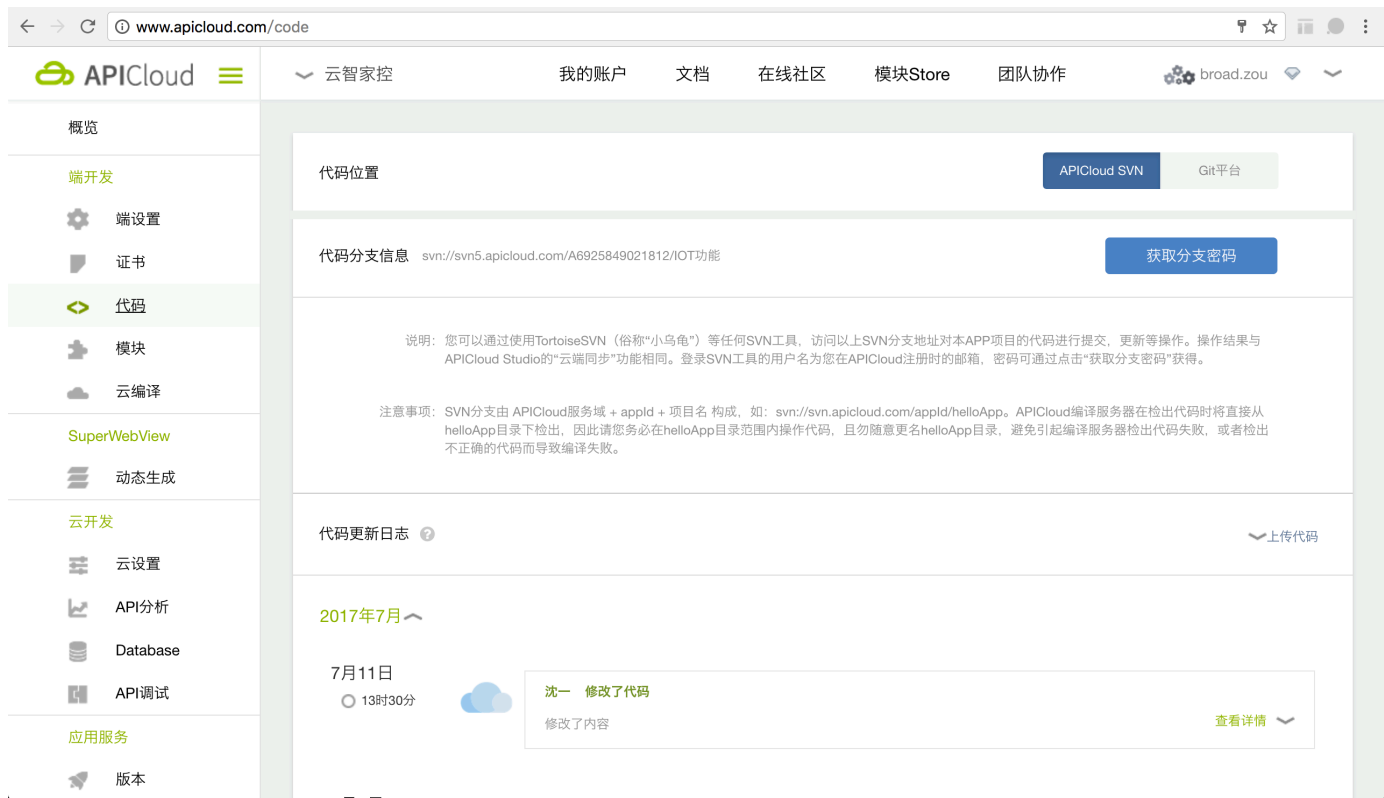 www.apicloud.com/code
APICloud
云智家控
我的账户
文档
在线社区
模块Store
团队协作
broad.zou
概览
端开发
端设置
证书
代码
模块
云编译
SuperWebView
动态生成
云开发
云设置
API分析
Database
API调试
应用服务
版本
代码位置
APICloud SVN
Git平台
代码分支信息 svn://svn5.apicloud.com/A6925849021812/IOT功能
获取分支密码
说明: 您可以通过使用TortoiseSVN（俗称“小乌龟”）等任何SVN工具，访问以上SVN分支地址对本APP项目的代码进行提交，更新等操作。操作结果与
APICloud Studio的“云端同步”功能相同。登录SVN工具的用户名为您在APICloud注册时的邮箱，密码可通过点击“获取分支密码”获得。
注意事项: SVN分支由 APICloud服务域 + appId + 项目名 构成，如：svn://svn.apicloud.com/appId/helloApp。APICloud编译服务器在检出代码时将直接从
helloApp目录下检出，因此请您务必在helloApp目录范围内操作代码，且勿随意更名helloApp目录，避免引起编译服务器检出代码失败，或者检出
不正确的代码而导致编译失败。
代码更新日志 ?
上传代码
2017年7月
7月11日
13时30分
沈一 修改了代码
修改了内容
查看详情